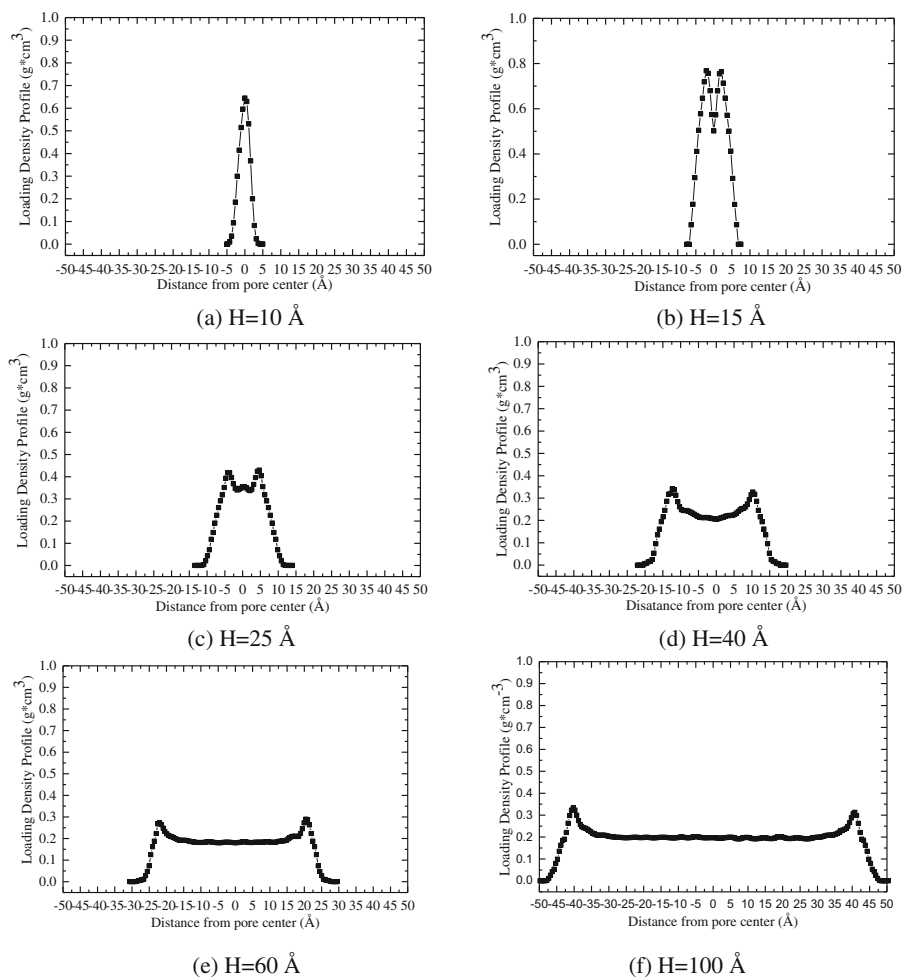 Loading Density Profile (g*cm³)
1.0
0.9
0.8
0.7
0.6
0.5
0.4
0.3
0.2
0.1
0.0
-50-45-40-35-30-25-20-15-10 -5 0 5 10 15 20 25 30 35 40 45 50
Distance from pore center (Å)
(a) H=10 Å
Loading Density Profile (g*cm³)
1.0
0.8
0.6
0.4
0.2
0.0
-50-45-40-35-30-25-20-15-10 -5 0 5 10 15 20 25 30 35 40 45 50
Distance from pore center (Å)
(b) H=15 Å
Loading Density Profile (g*cm³)
1.0
0.9
0.8
0.7
0.6
0.5
0.4
0.3
0.2
0.1
0.0
-50-45-40-35-30-25-20-15-10 -5 0 5 10 15 20 25 30 35 40 45 50
Distance from pore center (Å)
(c) H=25 Å
Loading Density Profile (g*cm³)
1.0
0.9
0.8
0.7
0.6
0.5
0.4
0.3
0.2
0.1
0.0
-50-45-40-35-30-25-20-15-10 -5 0 5 10 15 20 25 30 35 40 45 50
Distance from pore center (Å)
(d) H=40 Å
Loading Density Profile (g*cm³)
1.0
0.9
0.8
0.7
0.6
0.5
0.4
0.3
0.2
0.1
0.0
-50-45-40-35-30-25-20-15-10 -5 0 5 10 15 20 25 30 35 40 45 50
Distance from pore center (Å)
(e) H=60 Å
Loading Density Profile (g*cm⁻³)
1.0
0.9
0.8
0.7
0.6
0.5
0.4
0.3
0.2
0.1
0.0
-50-45-40-35-30-25-20-15-10 -5 0 5 10 15 20 25 30 35 40 45 50
Distance from pore center (Å)
(f) H=100 Å